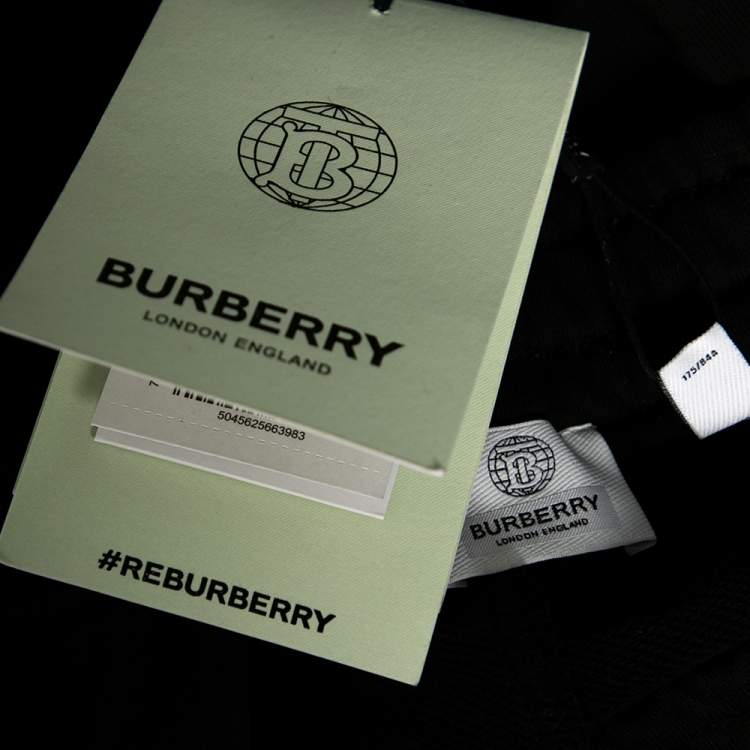 B
BURBERRY
LONDON ENGLAND
5045625663983
#REBURBERRY
175/84a
B
BURBERRY
LONDON ENGLAND